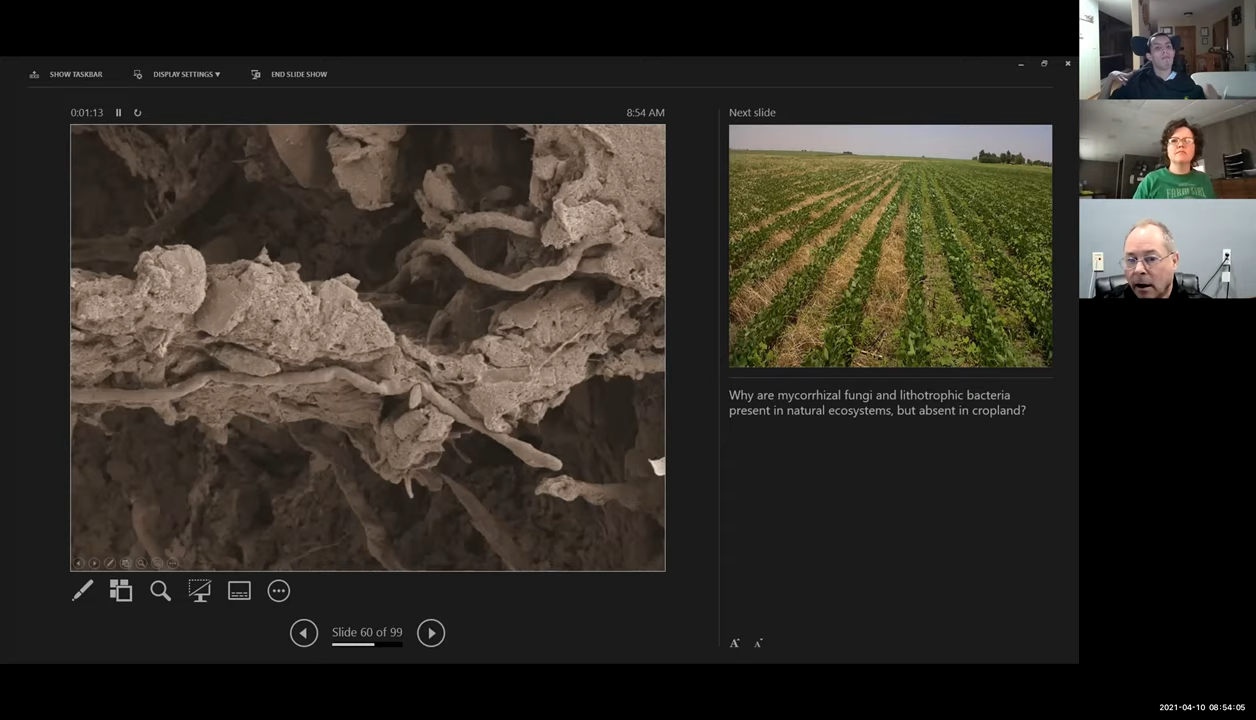 SHOW TASKBAR
DISPLAY SETTINGS ▼
END SLIDE SHOW
0:01:13
8:54 AM
Next slide
Why are mycorrhizal fungi and lithotrophic bacteria
present in natural ecosystems, but absent in cropland?
Slide 60 of 99
A
A
FARM GIRL
2021-04-10 08:54:05